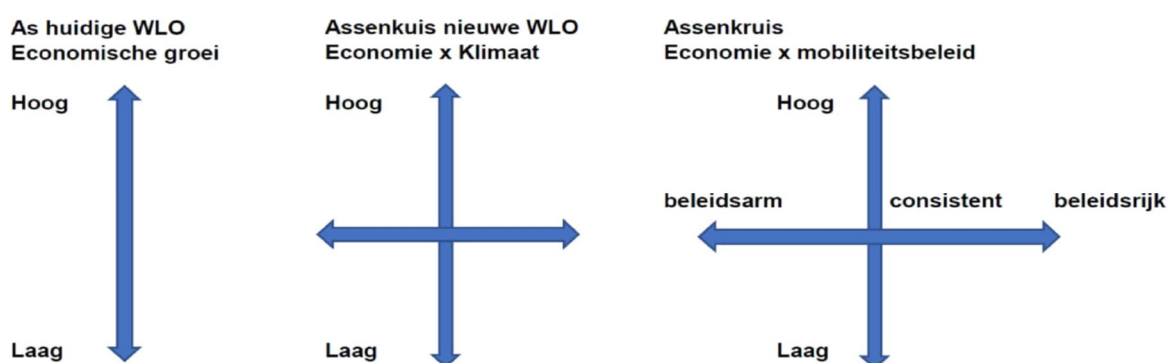 As huidige WLO
Economische groei
Hoog
Laag
Assenkuis nieuwe WLO
Economie x Klimaat
Hoog
Laag
Assenkruis
Economie x mobiliteitsbeleid
Hoog
beleidsarm consistent beleidsrijk
Laag